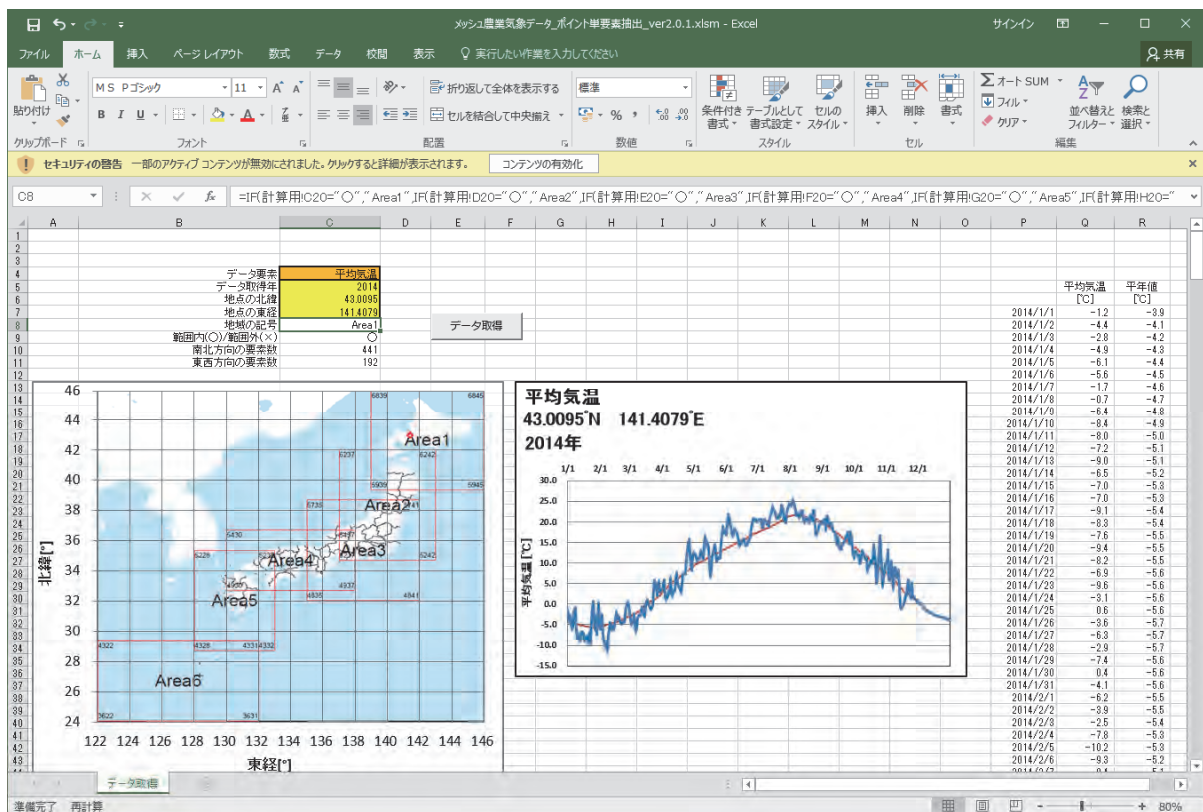 メッシュ農業気象データ_ポイント単要素抽出_ver2.0.1.xlsm - Excel
サインイン
ファイル ホーム 挿入 ページ レイアウト 数式 データ 校閲 表示 実行したい作業を入力してください 共有
貼り付け
MS Pゴシック 11
折り返して全体を表示する
標準
条件付き書式 テーブルとして書式設定 セルのスタイル
挿入 削除 書式
オート SUM
フィル
クリア
並べ替えとフィルター 検索と選択
B I U
セルを結合して中央揃え
クリップボード フォント 配置 数値 スタイル セル 編集
セキュリティの警告 一部のアクティブ コンテンツが無効にされました。クリックすると詳細が表示されます。 コンテンツの有効化
C8 fx =IF(計算用!C20="○","Area1",IF(計算用!D20="○","Area2",IF(計算用!E20="○","Area3",IF(計算用!F20="○","Area4",IF(計算用!G20="○","Area5",IF(計算用!H20="
A B C D E F G H I J K L M N O P Q R
データ要素 平均気温
データ取得年 2014
地点の北緯 43.0095
地点の東経 141.4079
地域の記号 Area1
範囲内(○)/範囲外(×) ○
南北方向の要素数 441
東西方向の要素数 192
データ取得
46
44
42
40
38
36
34
32
30
28
26
24
北緯[°]
122 124 126 128 130 132 134 136 138 140 142 144 146
東経[°]
6839 6845
Area1
6237 6242
5939 5945
5735
Area2
Area3
5242
Area4
4937
4835 4841
Area5
4322 4328 4331 4332
Area6
3622 3631
平均気温
43.0095°N 141.4079°E
2014年
1/1 2/1 3/1 4/1 5/1 6/1 7/1 8/1 9/1 10/1 11/1 12/1
30.0
25.0
20.0
15.0
10.0
5.0
0.0
-5.0
-10.0
-15.0
平均気温[℃]
平均気温 平年値
[℃] [℃]
2014/1/1 -1.2 -3.9
2014/1/2 -4.4 -4.1
2014/1/3 -2.8 -4.2
2014/1/4 -4.9 -4.3
2014/1/5 -6.1 -4.4
2014/1/6 -5.6 -4.5
2014/1/7 -1.7 -4.6
2014/1/8 -0.7 -4.7
2014/1/9 -6.4 -4.8
2014/1/10 -8.4 -4.9
2014/1/11 -8.0 -5.0
2014/1/12 -7.2 -5.1
2014/1/13 -9.0 -5.1
2014/1/14 -6.5 -5.2
2014/1/15 -7.0 -5.3
2014/1/16 -7.0 -5.3
2014/1/17 -9.1 -5.4
2014/1/18 -8.3 -5.4
2014/1/19 -7.6 -5.5
2014/1/20 -9.4 -5.5
2014/1/21 -8.2 -5.5
2014/1/22 -6.9 -5.6
2014/1/23 -9.6 -5.6
2014/1/24 -3.1 -5.6
2014/1/25 0.6 -5.6
2014/1/26 -3.6 -5.7
2014/1/27 -6.3 -5.7
2014/1/28 -2.9 -5.7
2014/1/29 -7.4 -5.6
2014/1/30 0.4 -5.6
2014/1/31 -4.1 -5.6
2014/2/1 -6.2 -5.5
2014/2/2 -3.9 -5.5
2014/2/3 -2.5 -5.4
2014/2/4 -7.8 -5.3
2014/2/5 -10.2 -5.3
2014/2/6 -9.3 -5.2
データ取得
準備完了 再計算 80%